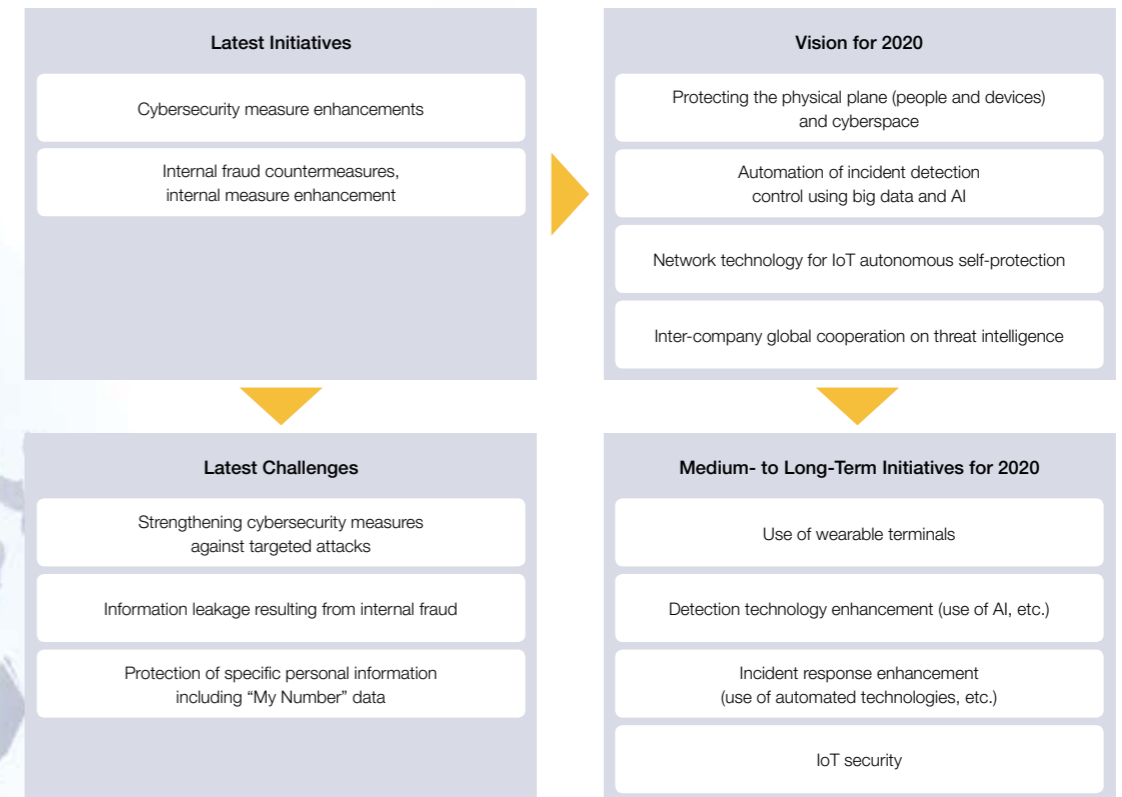 Latest Initiatives
Cybersecurity measure enhancements
Internal fraud countermeasures,
internal measure enhancement
Vision for 2020
Protecting the physical plane (people and devices)
and cyberspace
Automation of incident detection
control using big data and AI
Network technology for IoT autonomous self-protection
Inter-company global cooperation on threat intelligence
Latest Challenges
Strengthening cybersecurity measures
against targeted attacks
Information leakage resulting from internal fraud
Protection of specific personal information
including “My Number” data
Medium- to Long-Term Initiatives for 2020
Use of wearable terminals
Detection technology enhancement (use of AI, etc.)
Incident response enhancement
(use of automated technologies, etc.)
IoT security